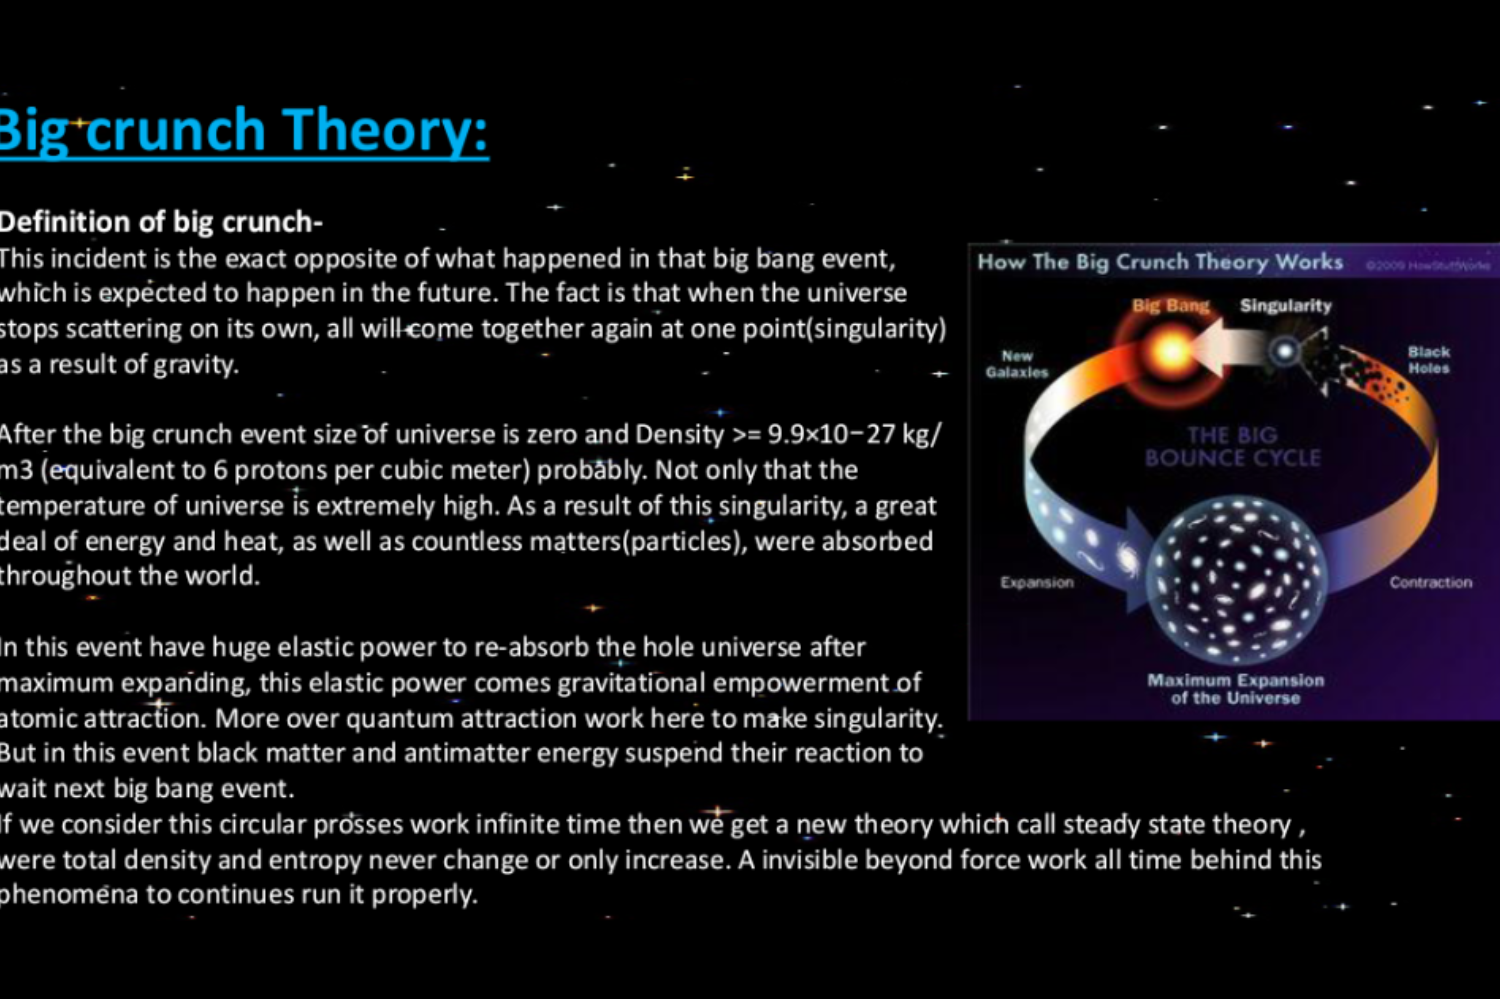 Big crunch Theory:
Definition of big crunch-
This incident is the exact opposite of what happened in that big bang event,
which is expected to happen in the future. The fact is that when the universe
stops scattering on its own, all will come together again at one point(singularity)
as a result of gravity.
After the big crunch event size of universe is zero and Density >= 9.9×10−27 kg/
m3 (equivalent to 6 protons per cubic meter) probably. Not only that the
temperature of universe is extremely high. As a result of this singularity, a great
deal of energy and heat, as well as countless matters(particles), were absorbed
throughout the world.
In this event have huge elastic power to re-absorb the hole universe after
maximum expanding, this elastic power comes gravitational empowerment of
atomic attraction. More over quantum attraction work here to make singularity.
But in this event black matter and antimatter energy suspend their reaction to
wait next big bang event.
If we consider this circular prosses work infinite time then we get a new theory which call steady state theory ,
were total density and entropy never change or only increase. A invisible beyond force work all time behind this
phenomena to continues run it properly.
How The Big Crunch Theory Works ©2009 HowStuffWorks
Big Bang Singularity
New
Galaxies
Black
Holes
THE BIG
BOUNCE CYCLE
Expansion
Contraction
Maximum Expansion
of the Universe